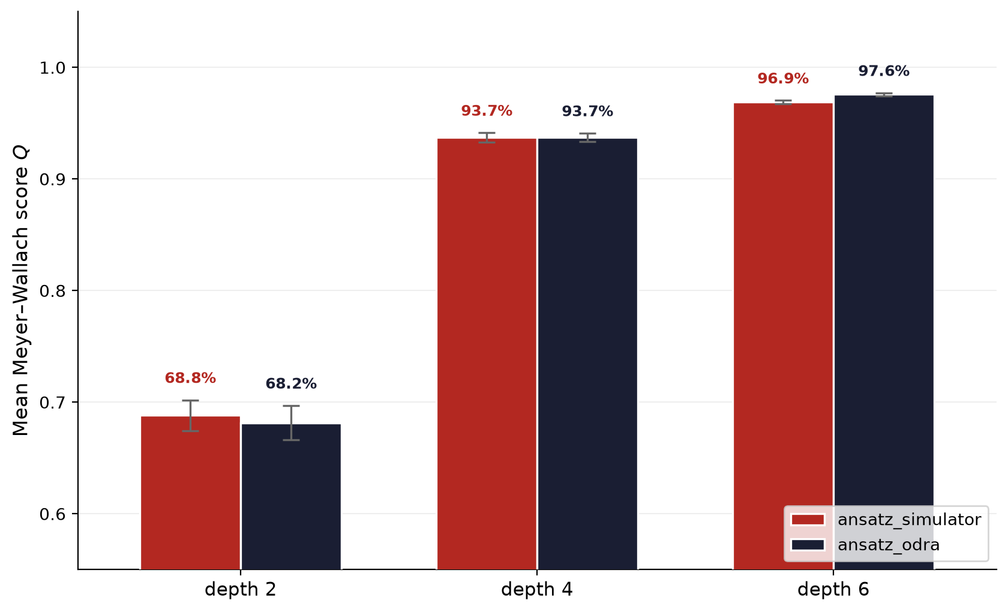 Mean Meyer–Wallach score Q
1.0
0.9
0.8
0.7
0.6
68.8%
68.2%
93.7%
93.7%
96.9%
97.6%
ansatz_simulator
ansatz_odra
depth 2
depth 4
depth 6